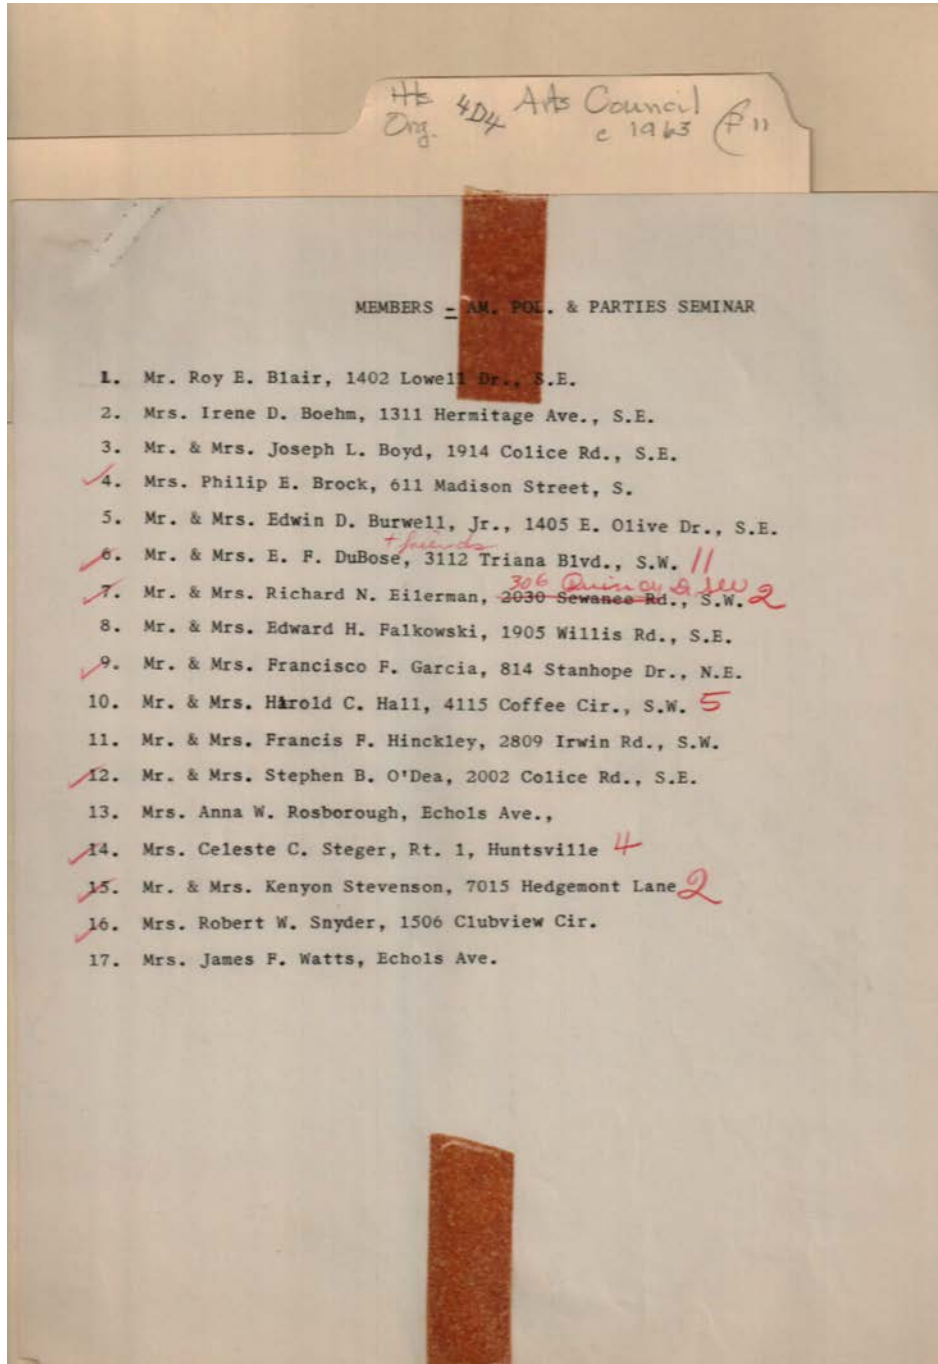 Hts 4D4 Arts Council
Org. c 1963 (F 11
MEMBERS - AM. POL. & PARTIES SEMINAR
1. Mr. Roy E. Blair, 1402 Lowell Dr., S.E.
2. Mrs. Irene D. Boehm, 1311 Hermitage Ave., S.E.
3. Mr. & Mrs. Joseph L. Boyd, 1914 Colice Rd., S.E.
4. Mrs. Philip E. Brock, 611 Madison Street, S.
5. Mr. & Mrs. Edwin D. Burwell, Jr., 1405 E. Olive Dr., S.E.
+ friends
6. Mr. & Mrs. E. F. DuBose, 3112 Triana Blvd., S.W. 11
306 Quincy SW
7. Mr. & Mrs. Richard N. Eilerman, 2030 Sewanee Rd., S.W. 2
8. Mr. & Mrs. Edward H. Falkowski, 1905 Willis Rd., S.E.
9. Mr. & Mrs. Francisco F. Garcia, 814 Stanhope Dr., N.E.
10. Mr. & Mrs. Harold C. Hall, 4115 Coffee Cir., S.W. 5
11. Mr. & Mrs. Francis F. Hinckley, 2809 Irwin Rd., S.W.
12. Mr. & Mrs. Stephen B. O'Dea, 2002 Colice Rd., S.E.
13. Mrs. Anna W. Rosborough, Echols Ave.,
14. Mrs. Celeste C. Steger, Rt. 1, Huntsville 4
15. Mr. & Mrs. Kenyon Stevenson, 7015 Hedgemont Lane 2
16. Mrs. Robert W. Snyder, 1506 Clubview Cir.
17. Mrs. James F. Watts, Echols Ave.